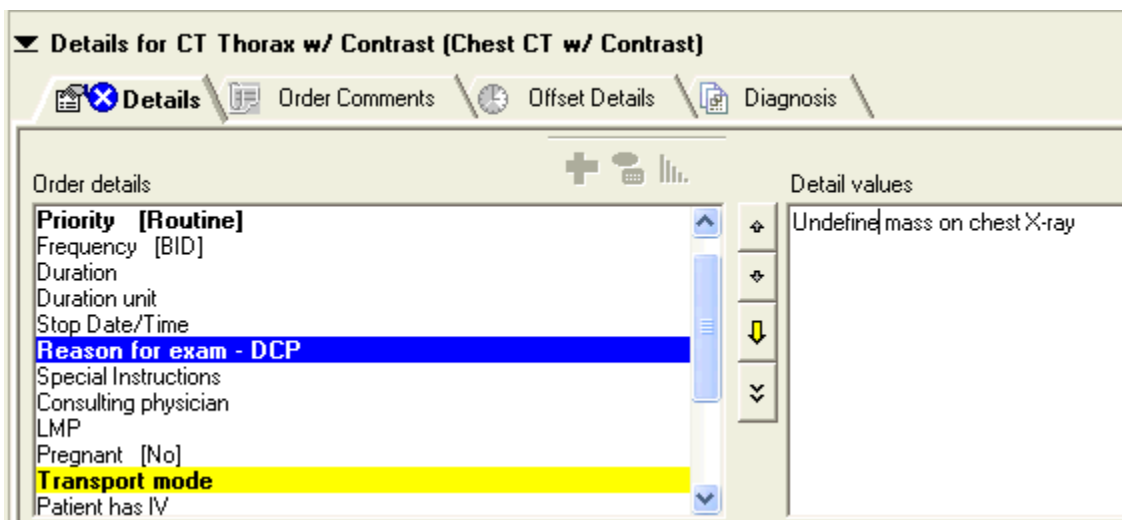 Details for CT Thorax w/ Contrast (Chest CT w/ Contrast)
Details Order Comments Offset Details Diagnosis
Order details
Detail values
Priority [Routine]
Undefine mass on chest X-ray
Frequency [BID]
Duration
Duration unit
Stop Date/Time
Reason for exam - DCP
Special Instructions
Consulting physician
LMP
Pregnant [No]
Transport mode
Patient has IV